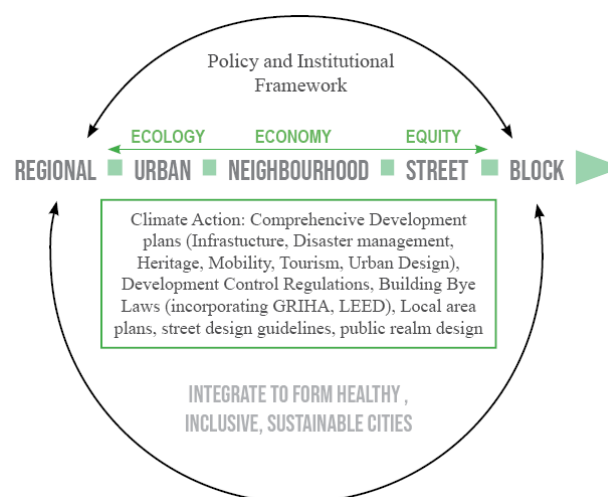 Policy and Institutional
Framework
ECOLOGY ECONOMY EQUITY
REGIONAL URBAN NEIGHBOURHOOD STREET BLOCK
Climate Action: Comprehencive Development
plans (Infrastucture, Disaster management,
Heritage, Mobility, Tourism, Urban Design),
Development Control Regulations, Building Bye
Laws (incorporating GRIHA, LEED), Local area
plans, street design guidelines, public realm design
INTEGRATE TO FORM HEALTHY ,
INCLUSIVE, SUSTAINABLE CITIES